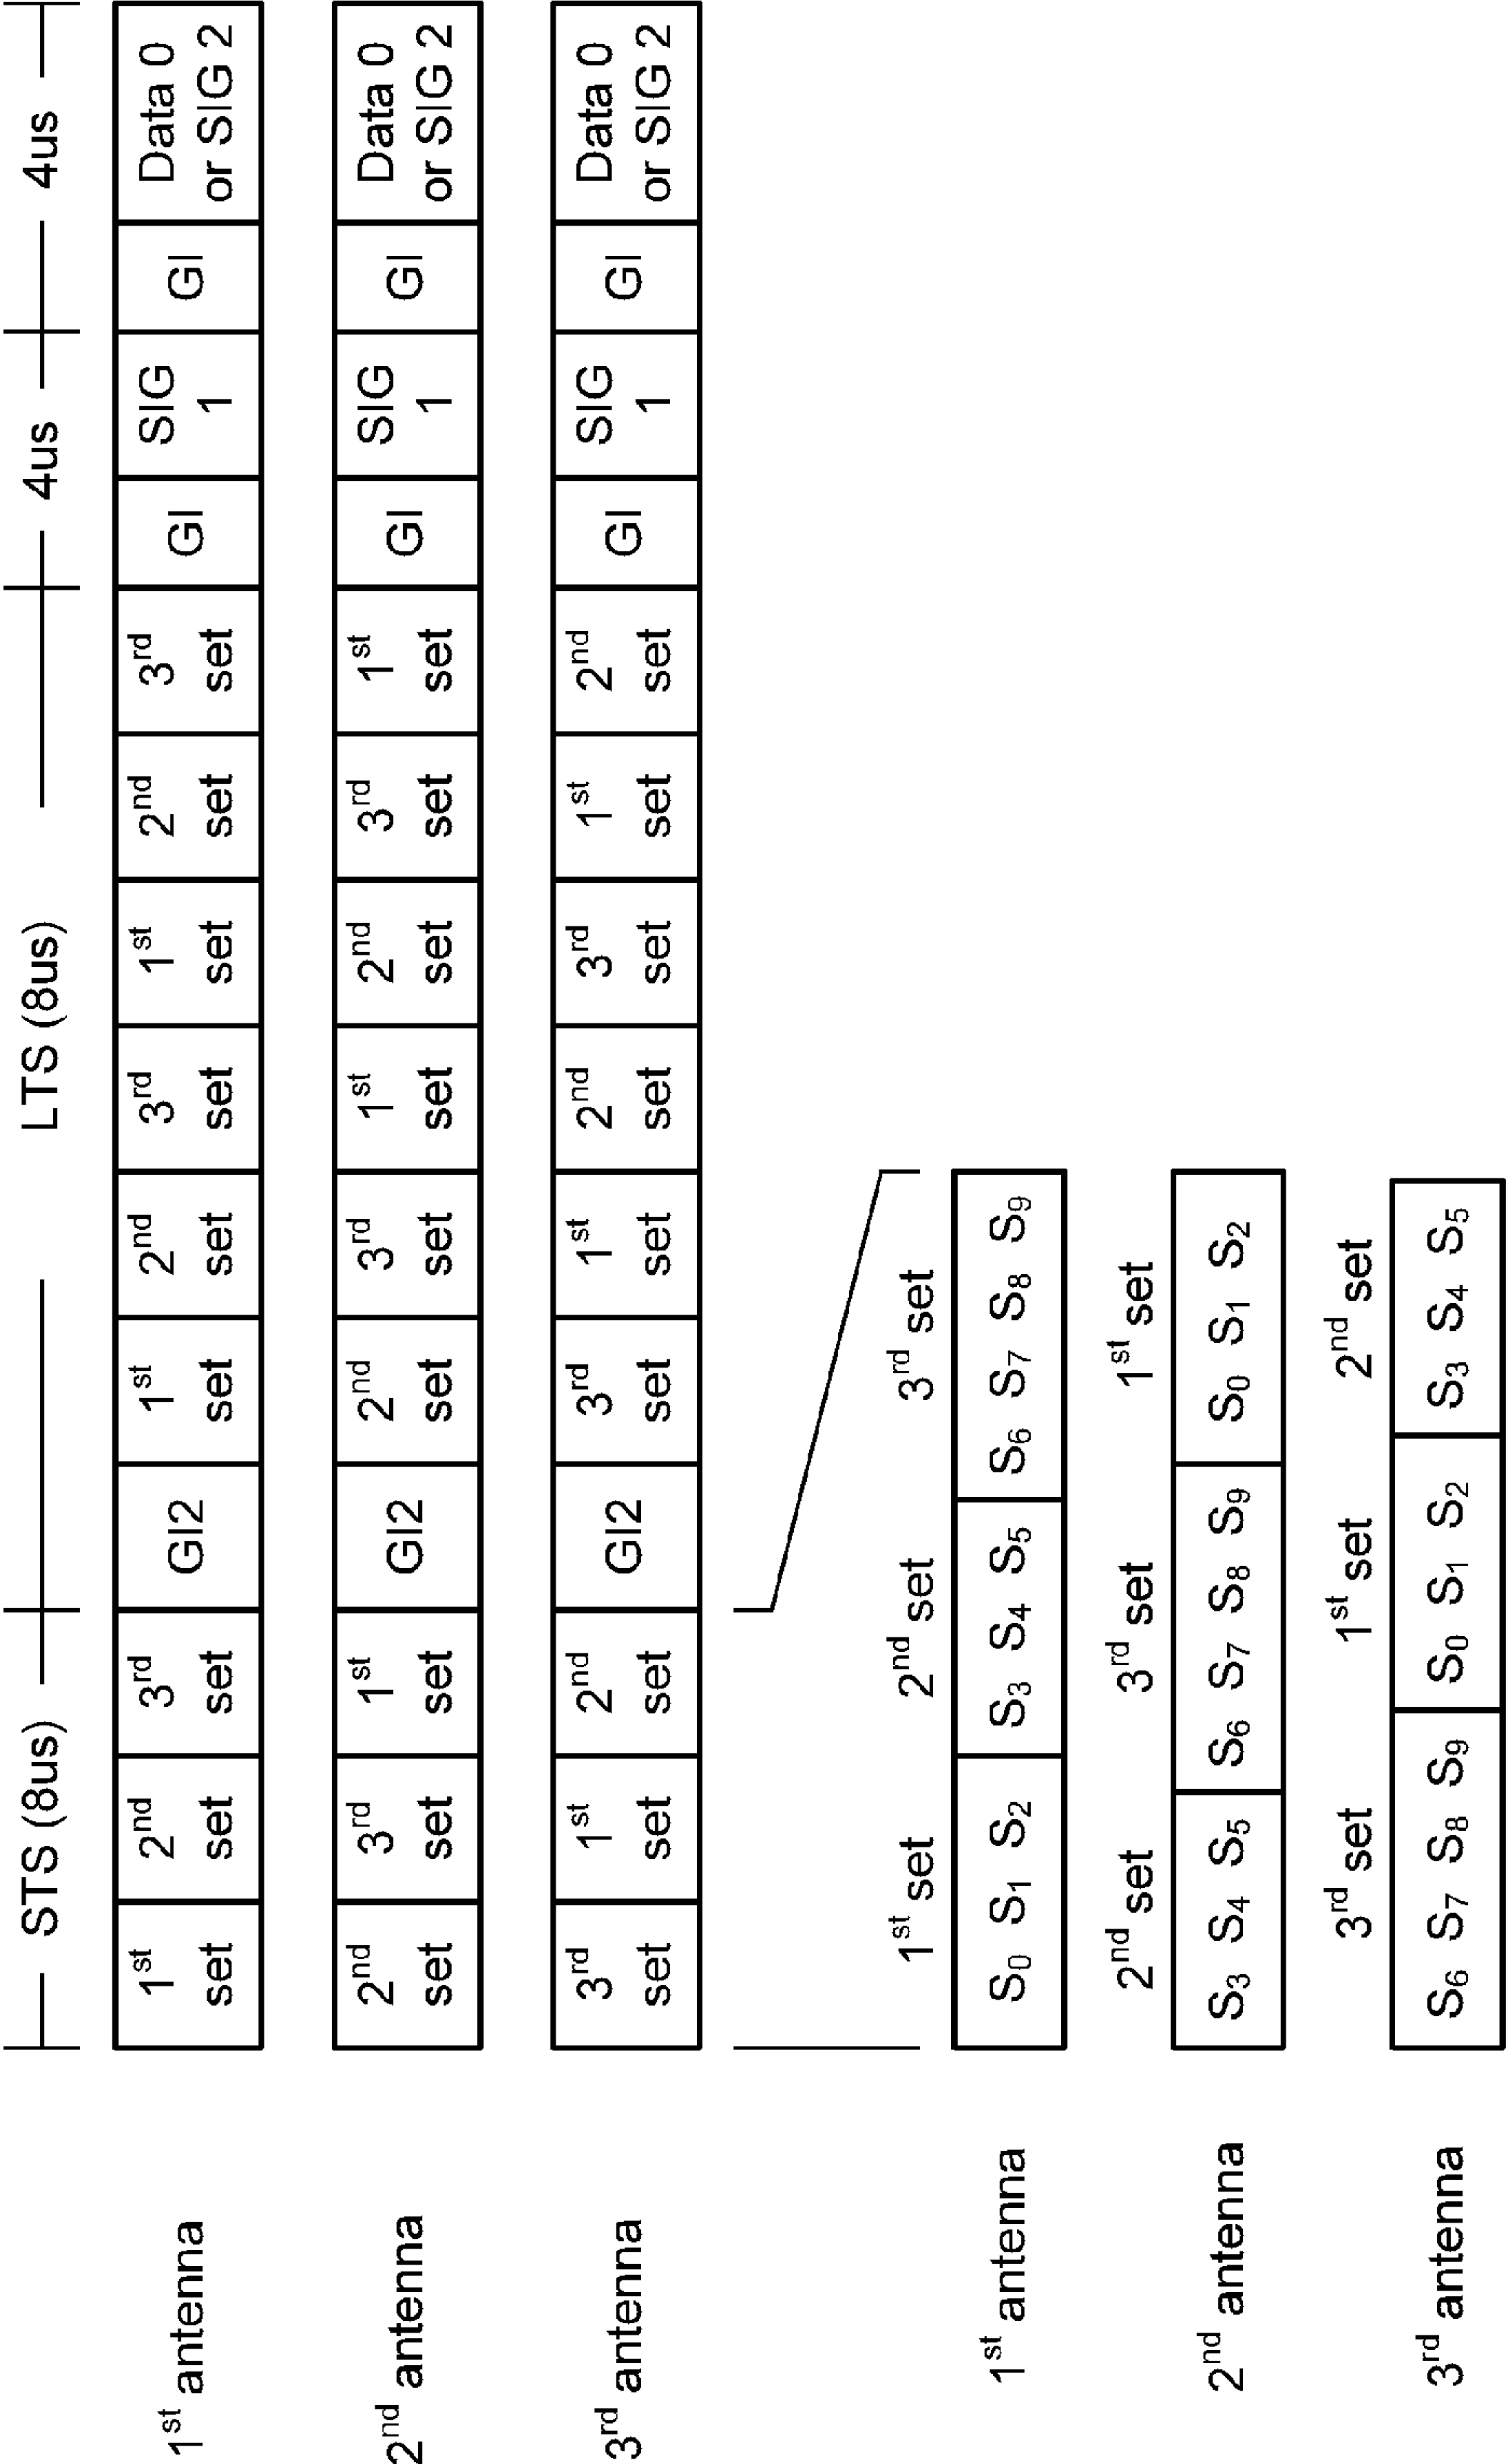 STS (8us) LTS (8us) 4us 4us
1st antenna 1st set 2nd set 3rd set GI2 1st set 2nd set 3rd set 1st set 2nd set 3rd set GI SIG 1 GI Data 0 or SIG 2
2nd antenna 2nd set 3rd set 1st set GI2 2nd set 3rd set 1st set 2nd set 3rd set 1st set GI SIG 1 GI Data 0 or SIG 2
3rd antenna 3rd set 1st set 2nd set GI2 3rd set 1st set 2nd set 3rd set 1st set 2nd set GI SIG 1 GI Data 0 or SIG 2
1st set 2nd set 3rd set
1st antenna S0 S1 S2 S3 S4 S5 S6 S7 S8 S9
2nd set 3rd set 1st set
2nd antenna S3 S4 S5 S6 S7 S8 S9 S0 S1 S2
3rd set 1st set 2nd set
3rd antenna S6 S7 S8 S9 S0 S1 S2 S3 S4 S5